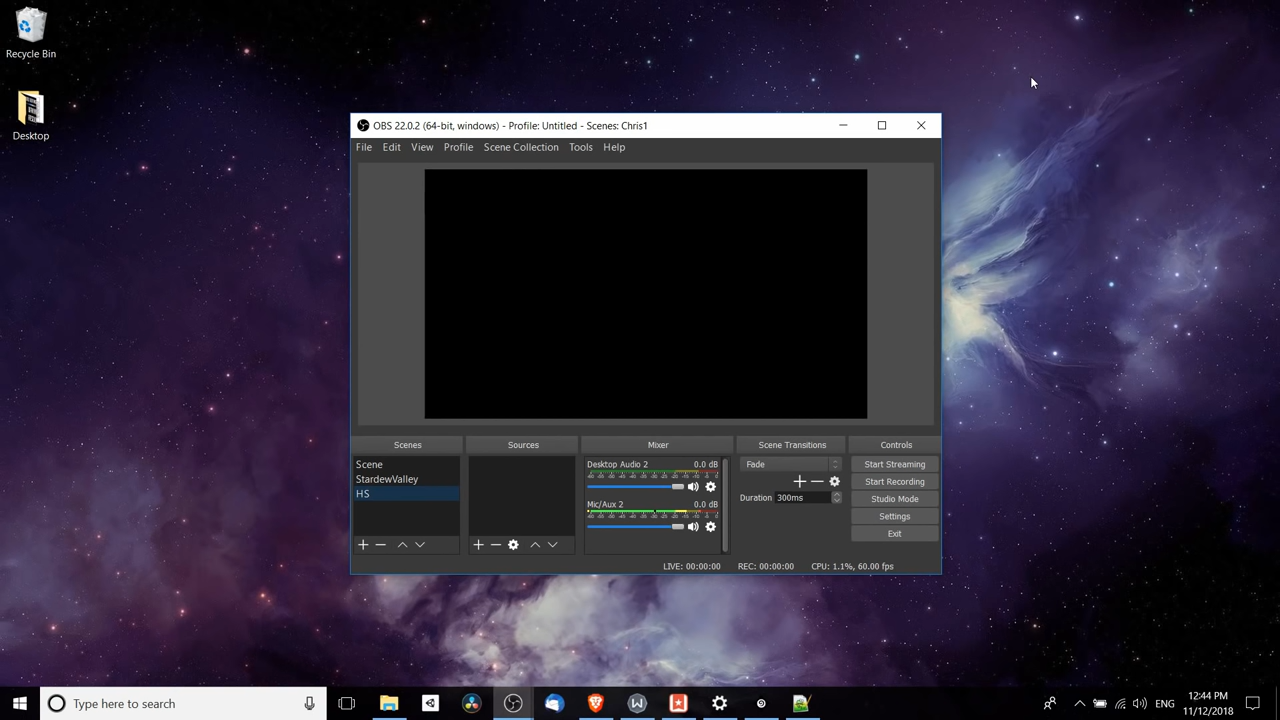 Recycle Bin
Desktop
OBS 22.0.2 (64-bit, windows) - Profile: Untitled - Scenes: Chris1
File Edit View Profile Scene Collection Tools Help
Scenes Sources Mixer Scene Transitions Controls
Scene
StardewValley
HS
Desktop Audio 2 0.0 dB
Mic/Aux 2 0.0 dB
Fade
Duration 300ms
Start Streaming
Start Recording
Studio Mode
Settings
Exit
LIVE: 00:00:00 REC: 00:00:00 CPU: 1.1%, 60.00 fps
Type here to search
ENG
12:44 PM
11/12/2018